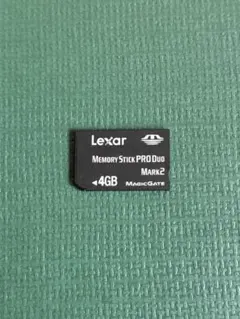 Lexar
MEMORY STICK PRO DUO
MARK2
◄4GB
MAGICGATE